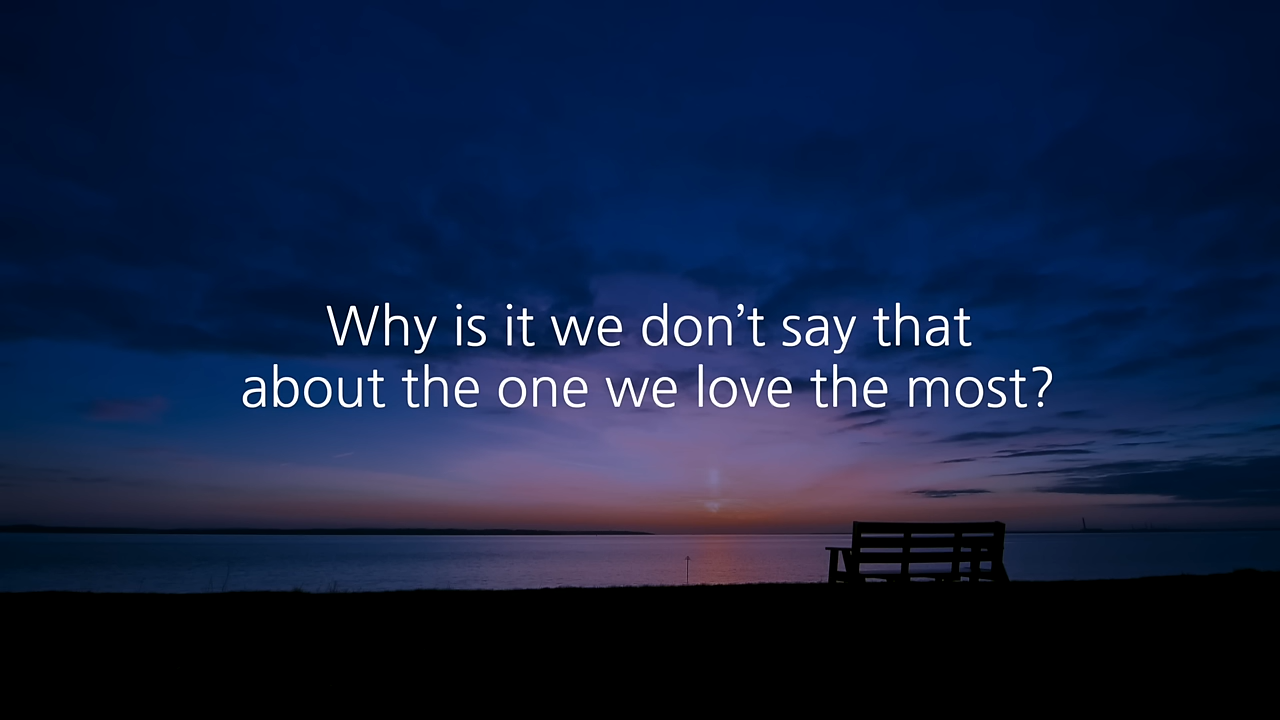 Why is it we don’t say that
about the one we love the most?